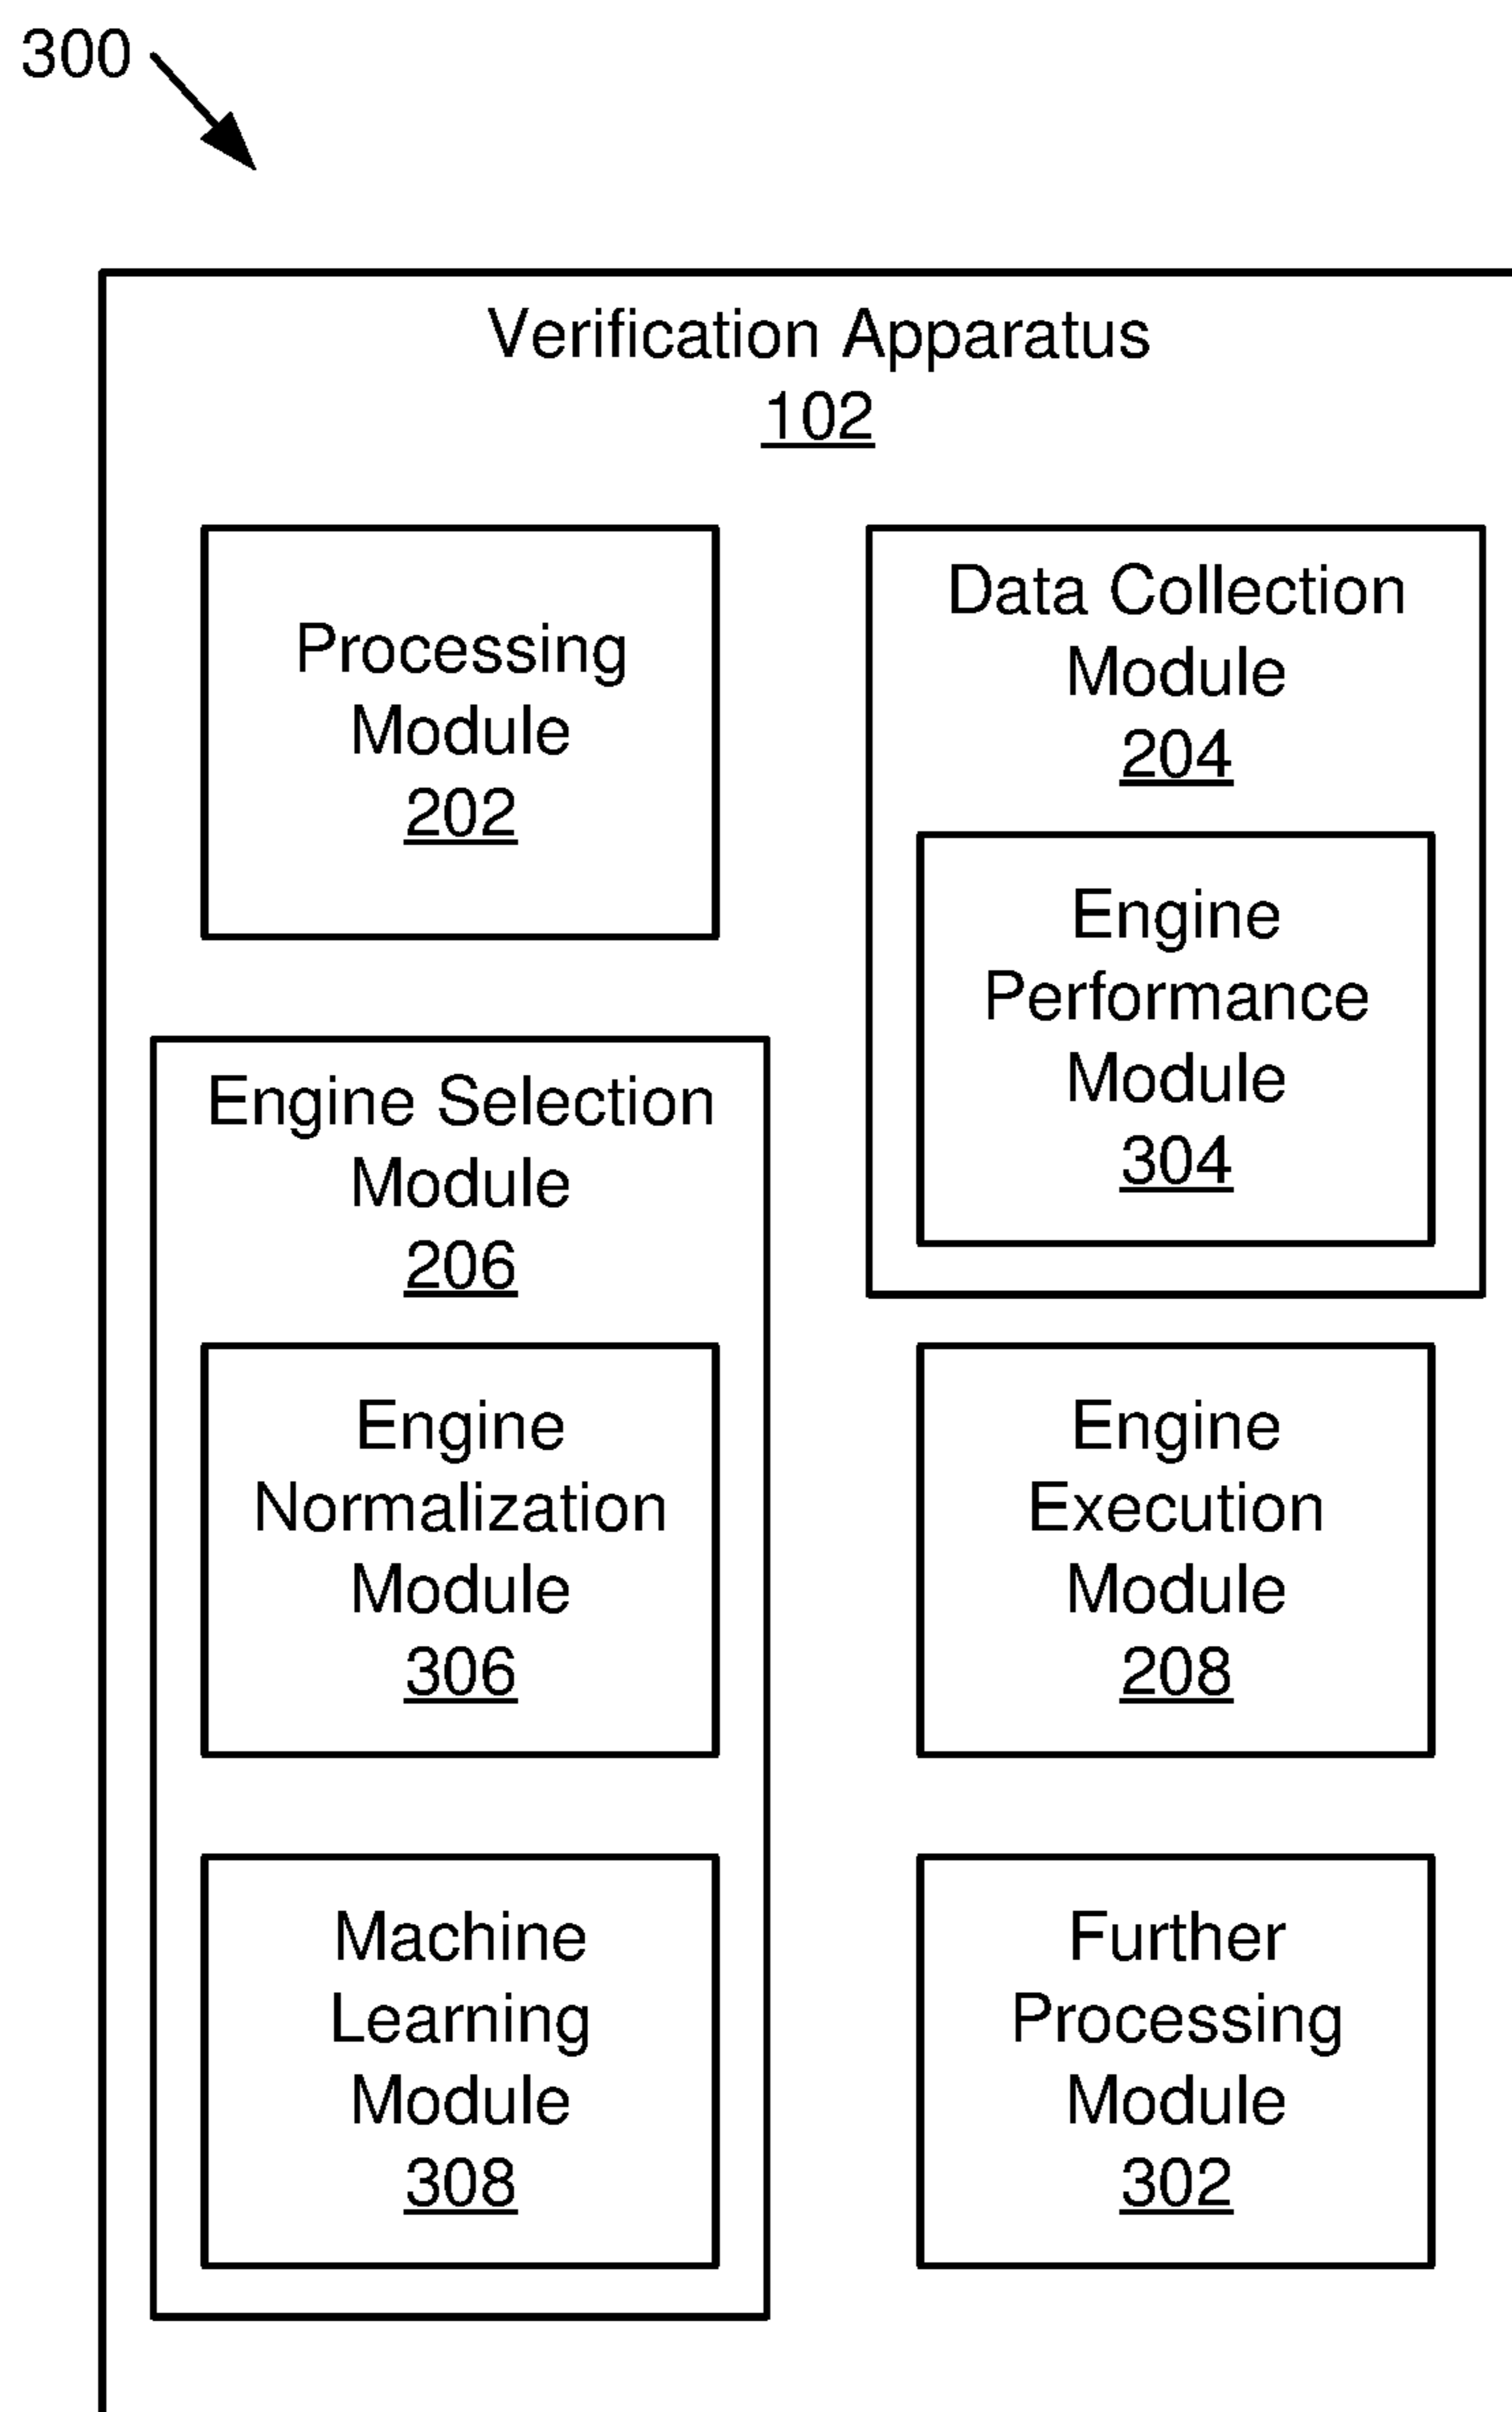 300
Verification Apparatus
102
Processing
Module
202
Data Collection
Module
204
Engine
Performance
Module
304
Engine Selection
Module
206
Engine
Normalization
Module
306
Machine
Learning
Module
308
Engine
Execution
Module
208
Further
Processing
Module
302